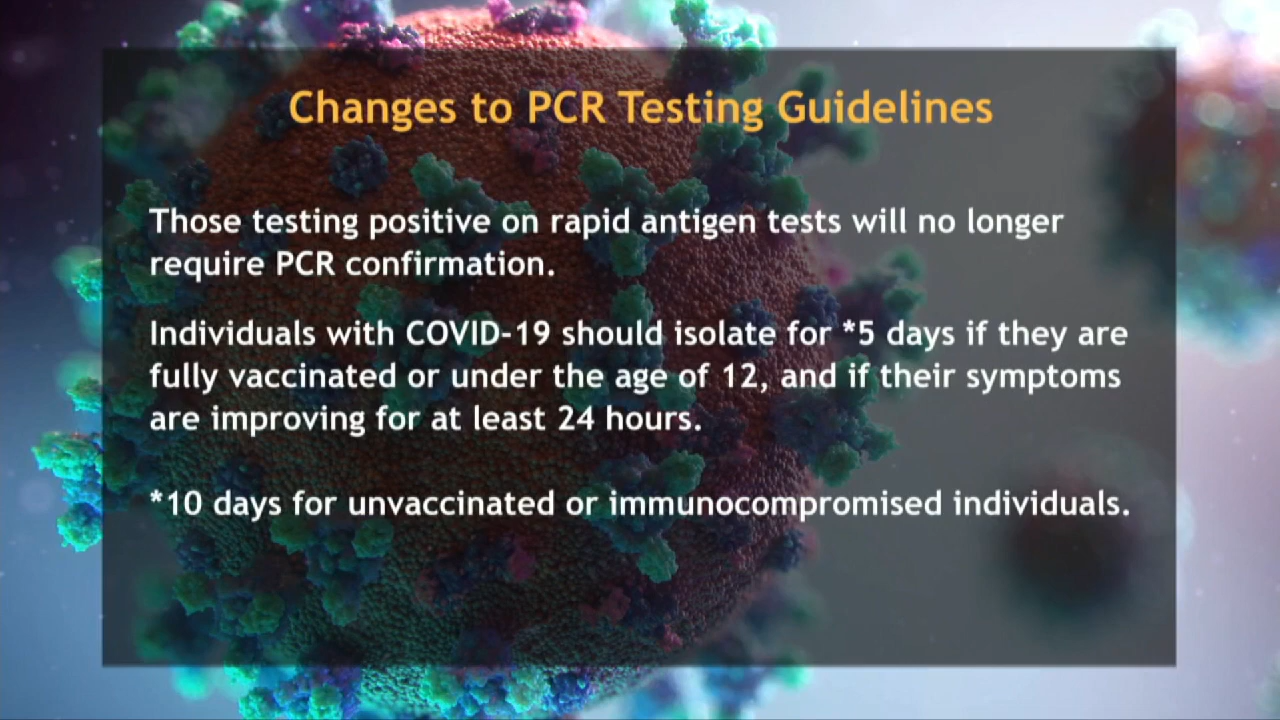 Changes to PCR Testing Guidelines
Those testing positive on rapid antigen tests will no longer
require PCR confirmation.
Individuals with COVID-19 should isolate for *5 days if they are
fully vaccinated or under the age of 12, and if their symptoms
are improving for at least 24 hours.
*10 days for unvaccinated or immunocompromised individuals.